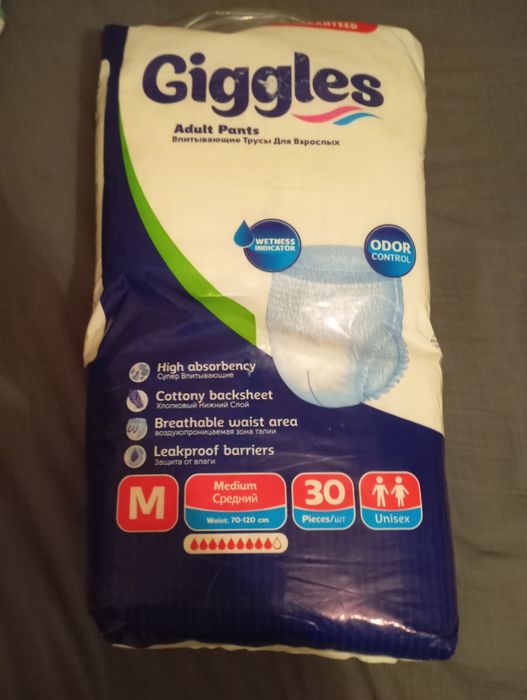 Giggles
Adult Pants
Впитывающие Трусы Для Взрослых
WETNESS
INDICATOR
ODOR
CONTROL
High absorbency
Супер Впитывающие
Cottony backsheet
Хлопковый Нижний Слой
Breathable waist area
воздухопроницаемая зона талии
Leakproof barriers
Защита от влаги
M
Medium
Средний
Waist: 70-120 cm
30
Pieces/шт
Unisex